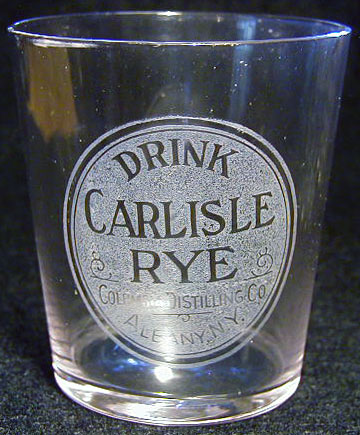 DRINK
CARLISLE
RYE
COLUMBIA DISTILLING CO
ALBANY, N.Y.